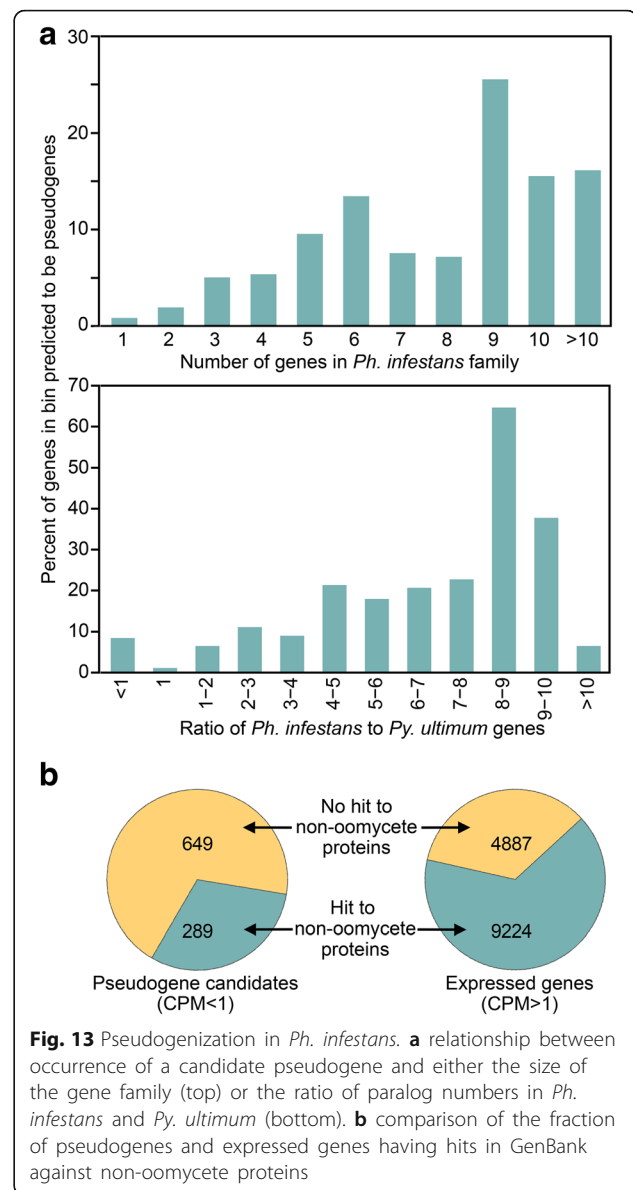 a
Percent of genes in bin predicted to be pseudogenes
30
20
10
0
1 2 3 4 5 6 7 8 9 10 >10
Number of genes in Ph. infestans family
70
60
50
40
30
20
10
0
<1 1 1–2 2–3 3–4 4–5 5–6 6–7 7–8 8–9 9–10 >10
Ratio of Ph. infestans to Py. ultimum genes
b
No hit to
non-oomycete
proteins
649
4887
Hit to
non-oomycete
proteins
289
9224
Pseudogene candidates
(CPM<1)
Expressed genes
(CPM>1)
Fig. 13 Pseudogenization in Ph. infestans. a relationship between
occurrence of a candidate pseudogene and either the size of
the gene family (top) or the ratio of paralog numbers in Ph.
infestans and Py. ultimum (bottom). b comparison of the fraction
of pseudogenes and expressed genes having hits in GenBank
against non-oomycete proteins